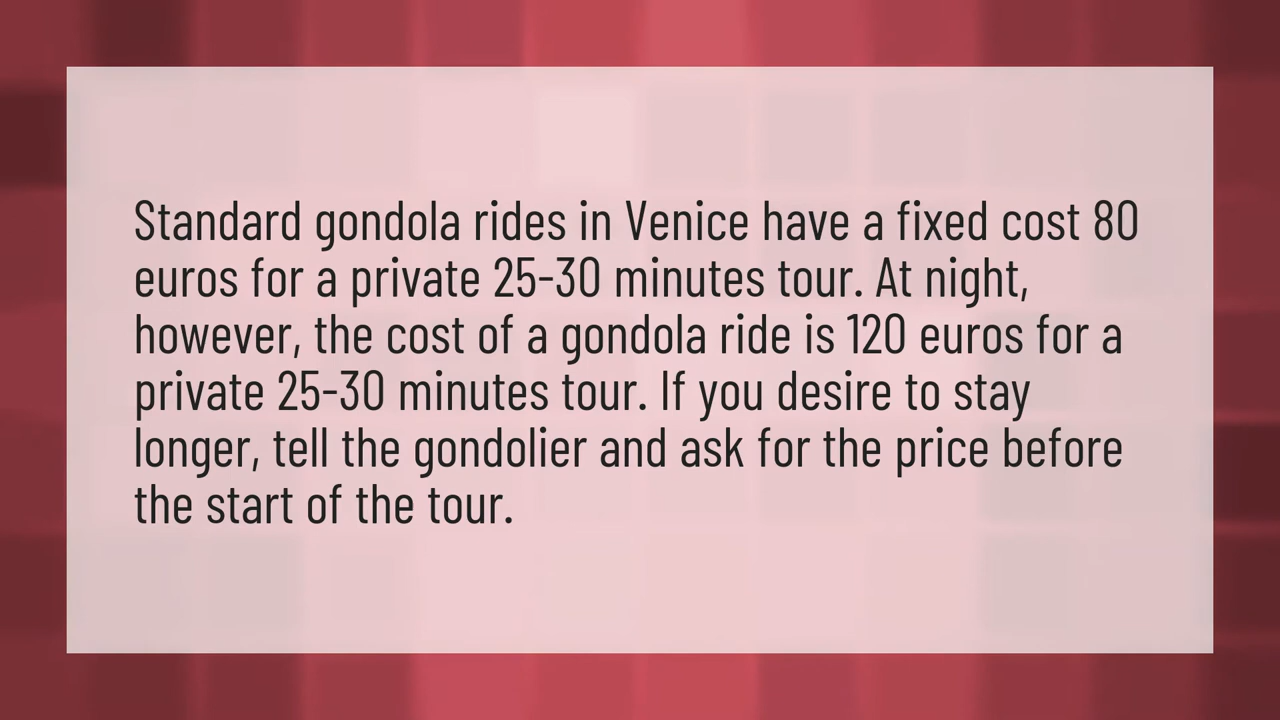 Standard gondola rides in Venice have a fixed cost 80
euros for a private 25-30 minutes tour. At night,
however, the cost of a gondola ride is 120 euros for a
private 25-30 minutes tour. If you desire to stay
longer, tell the gondolier and ask for the price before
the start of the tour.